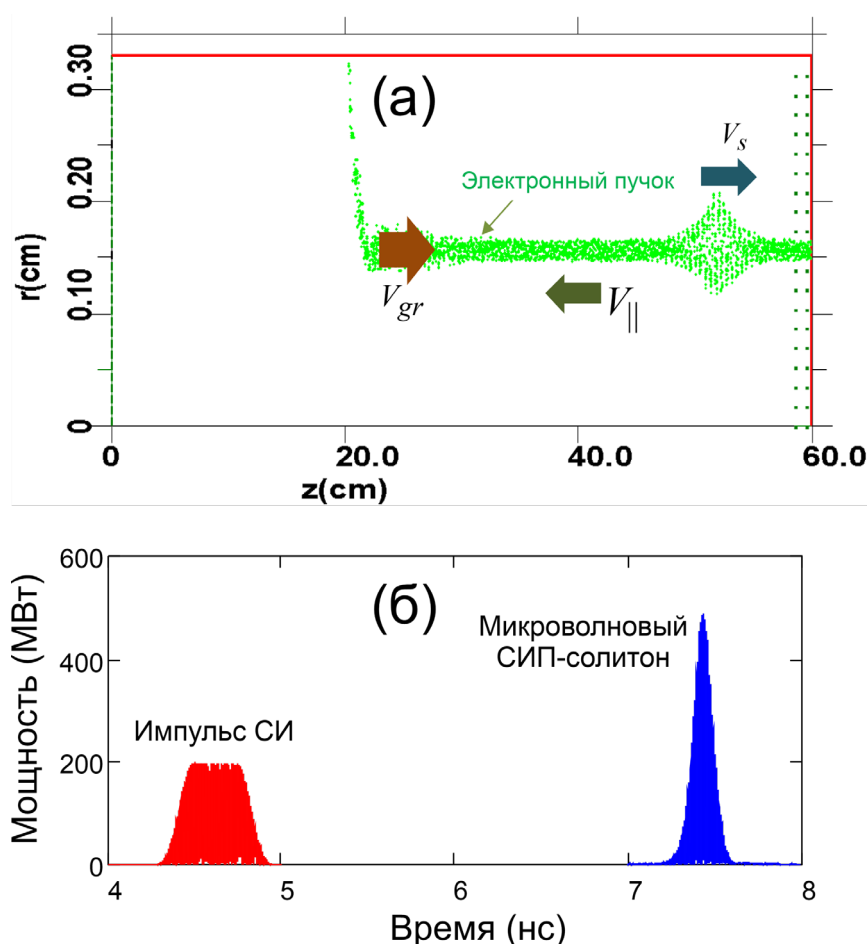 (а)
0.30
0.20
0.10
0
r(cm)
Электронный пучок
V_s
V_gr
V_||
0
20.0
40.0
60.0
z(cm)
(б)
600
400
200
0
Мощность (МВт)
Импульс СИ
Микроволновый
СИП-солитон
4
5
6
7
8
Время (нс)